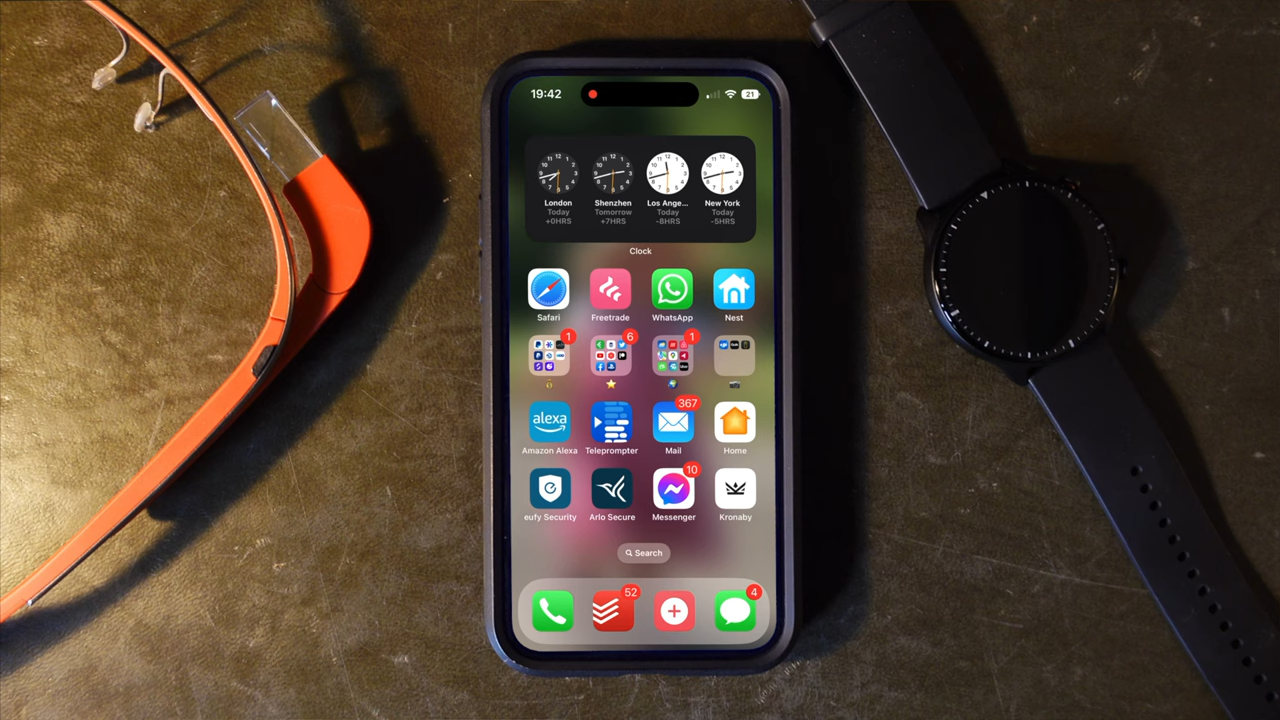 19:42
21
London
Today
+0HRS
Shenzhen
Tomorrow
+7HRS
Los Ange...
Today
-8HRS
New York
Today
-5HRS
Clock
Safari
Freetrade
WhatsApp
Nest
1
6
1
alexa
367
Amazon Alexa
Teleprompter
Mail
Home
10
eufy Security
Arlo Secure
Messenger
Kronaby
Search
52
4